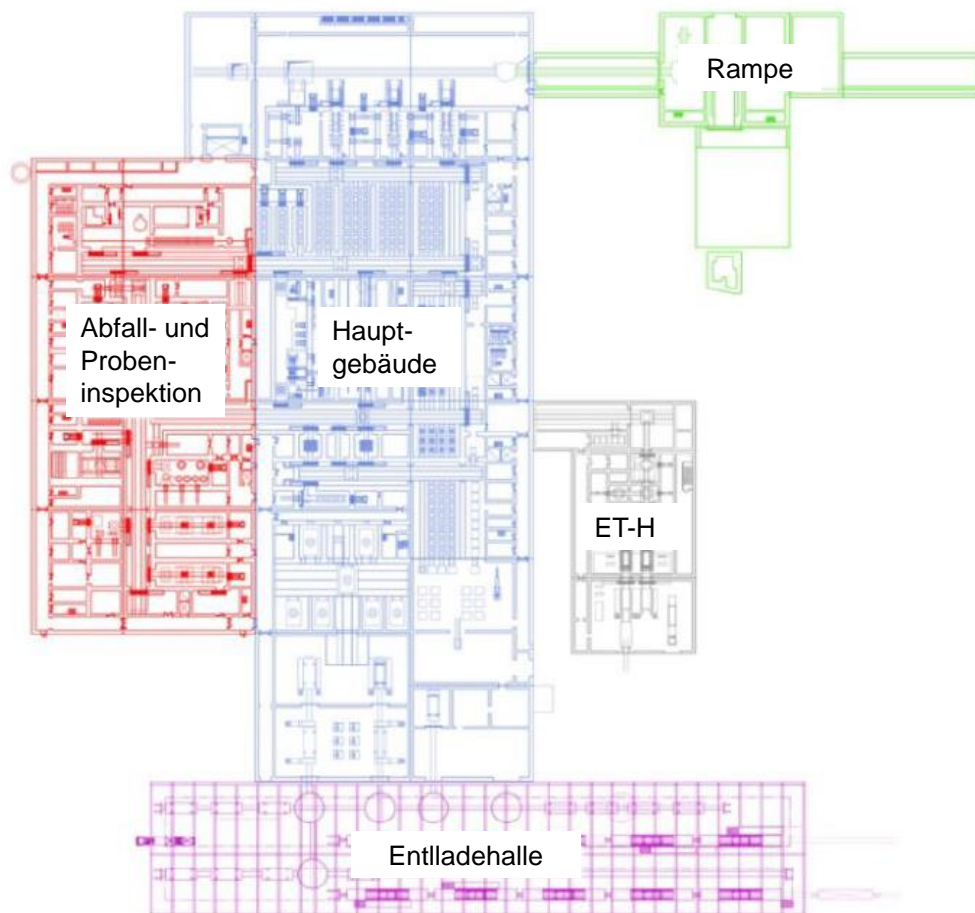 Rampe
Abfall- und
Proben-
inspektion
Haupt-
gebäude
ET-H
Entlladehalle